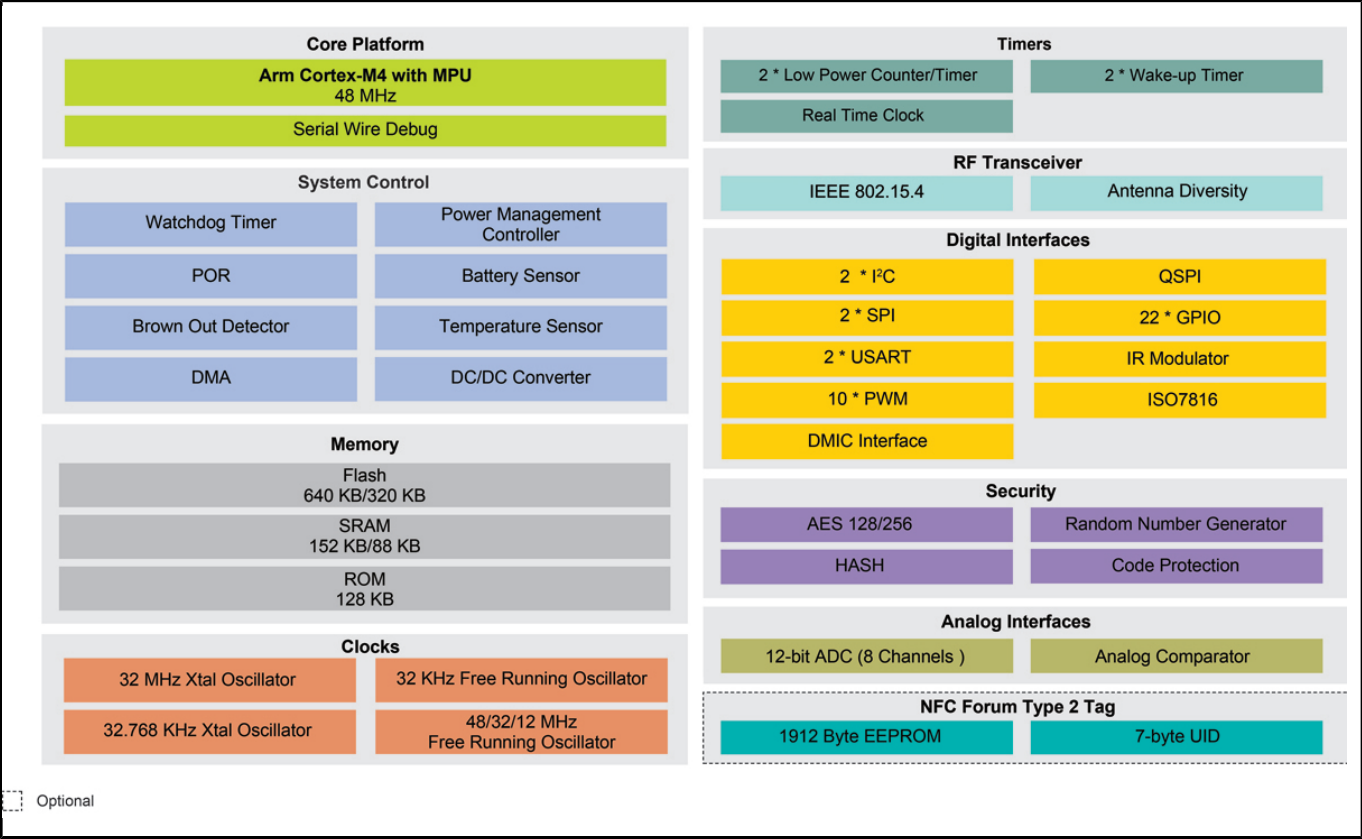 Core Platform
Arm Cortex-M4 with MPU
48 MHz
Serial Wire Debug
System Control
Watchdog Timer
Power Management
Controller
POR
Battery Sensor
Brown Out Detector
Temperature Sensor
DMA
DC/DC Converter
Memory
Flash
640 KB/320 KB
SRAM
152 KB/88 KB
ROM
128 KB
Clocks
32 MHz Xtal Oscillator
32 KHz Free Running Oscillator
32.768 KHz Xtal Oscillator
48/32/12 MHz
Free Running Oscillator
Timers
2 * Low Power Counter/Timer
2 * Wake-up Timer
Real Time Clock
RF Transceiver
IEEE 802.15.4
Antenna Diversity
Digital Interfaces
2 * I²C
QSPI
2 * SPI
22 * GPIO
2 * USART
IR Modulator
10 * PWM
ISO7816
DMIC Interface
Security
AES 128/256
Random Number Generator
HASH
Code Protection
Analog Interfaces
12-bit ADC (8 Channels )
Analog Comparator
NFC Forum Type 2 Tag
1912 Byte EEPROM
7-byte UID
Optional